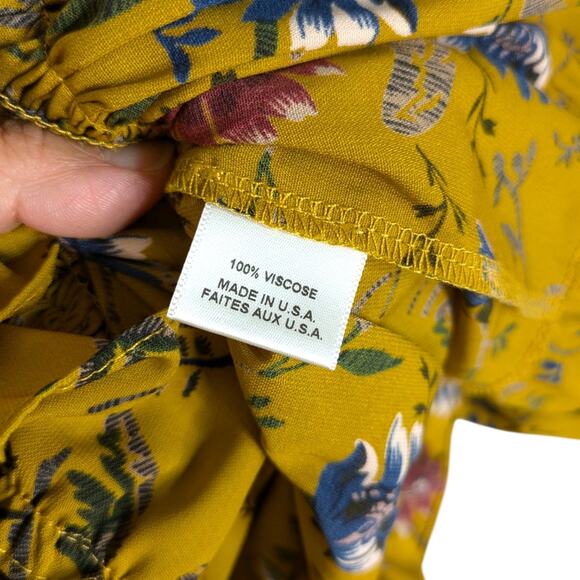 100% VISCOSE
MADE IN U.S.A.
FAITES AUX U.S.A.